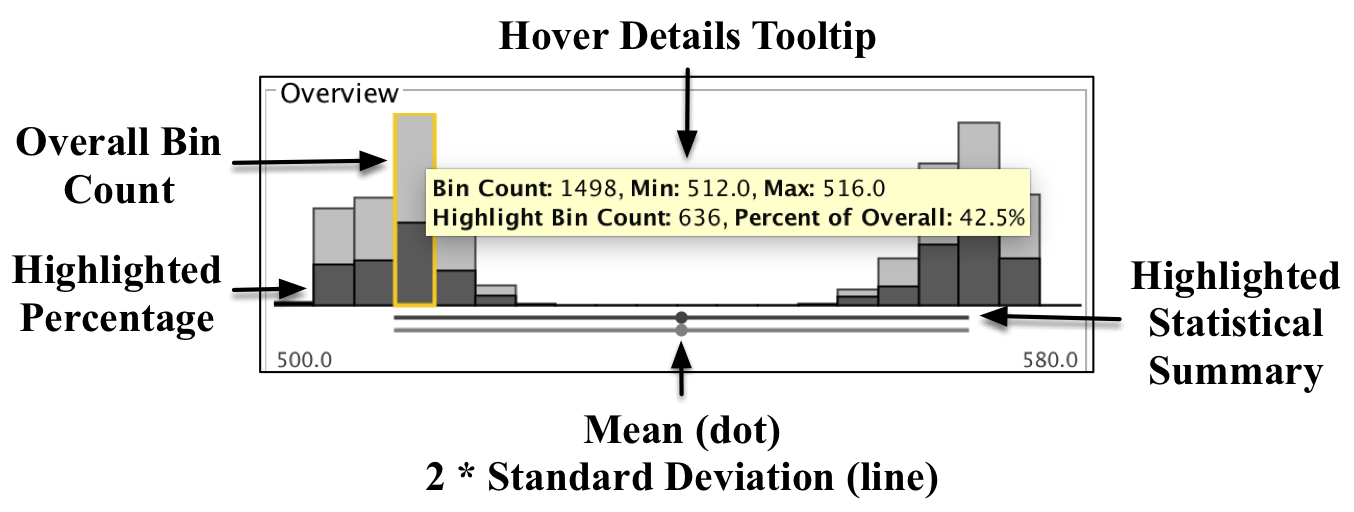 Hover Details Tooltip
Overview
Overall Bin
Count
Bin Count: 1498, Min: 512.0, Max: 516.0
Highlight Bin Count: 636, Percent of Overall: 42.5%
Highlighted
Percentage
Highlighted
Statistical
Summary
500.0
580.0
Mean (dot)
2 * Standard Deviation (line)